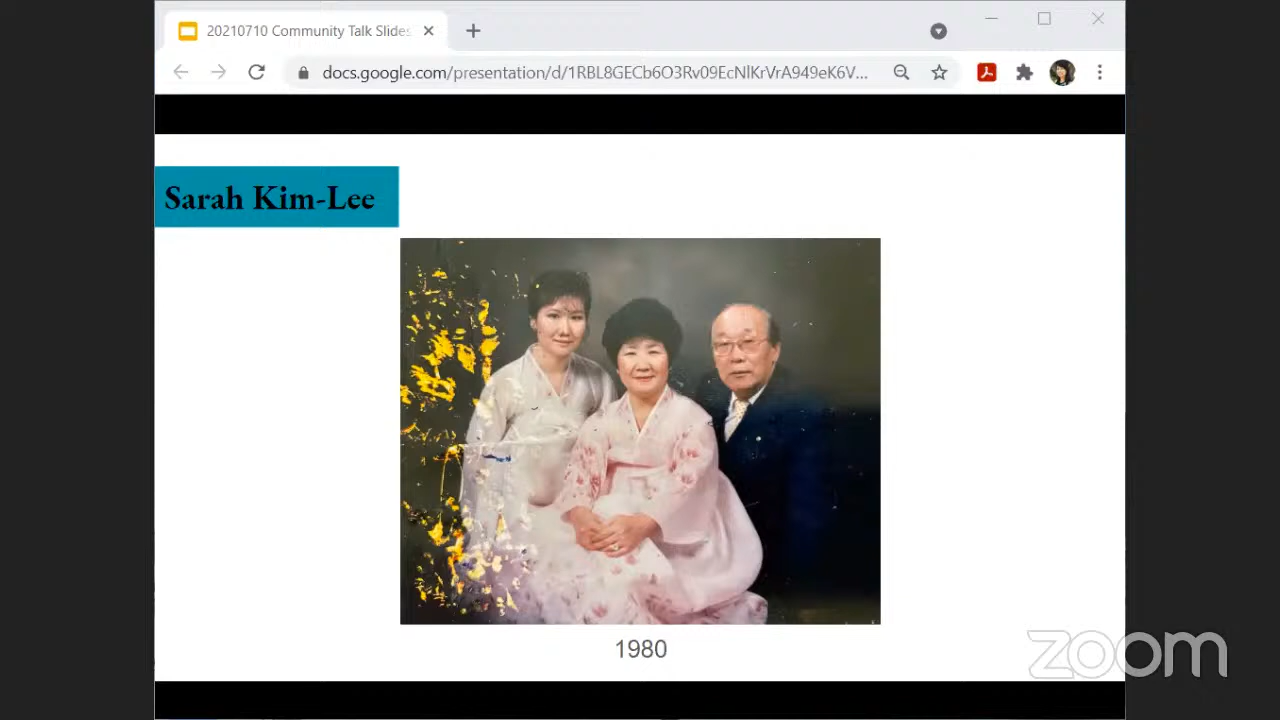 20210710 Community Talk Slides
docs.google.com/presentation/d/1RBL8GECb6O3Rv09EcNlKrVrA949eK6V...
Sarah Kim-Lee
1980
zoom